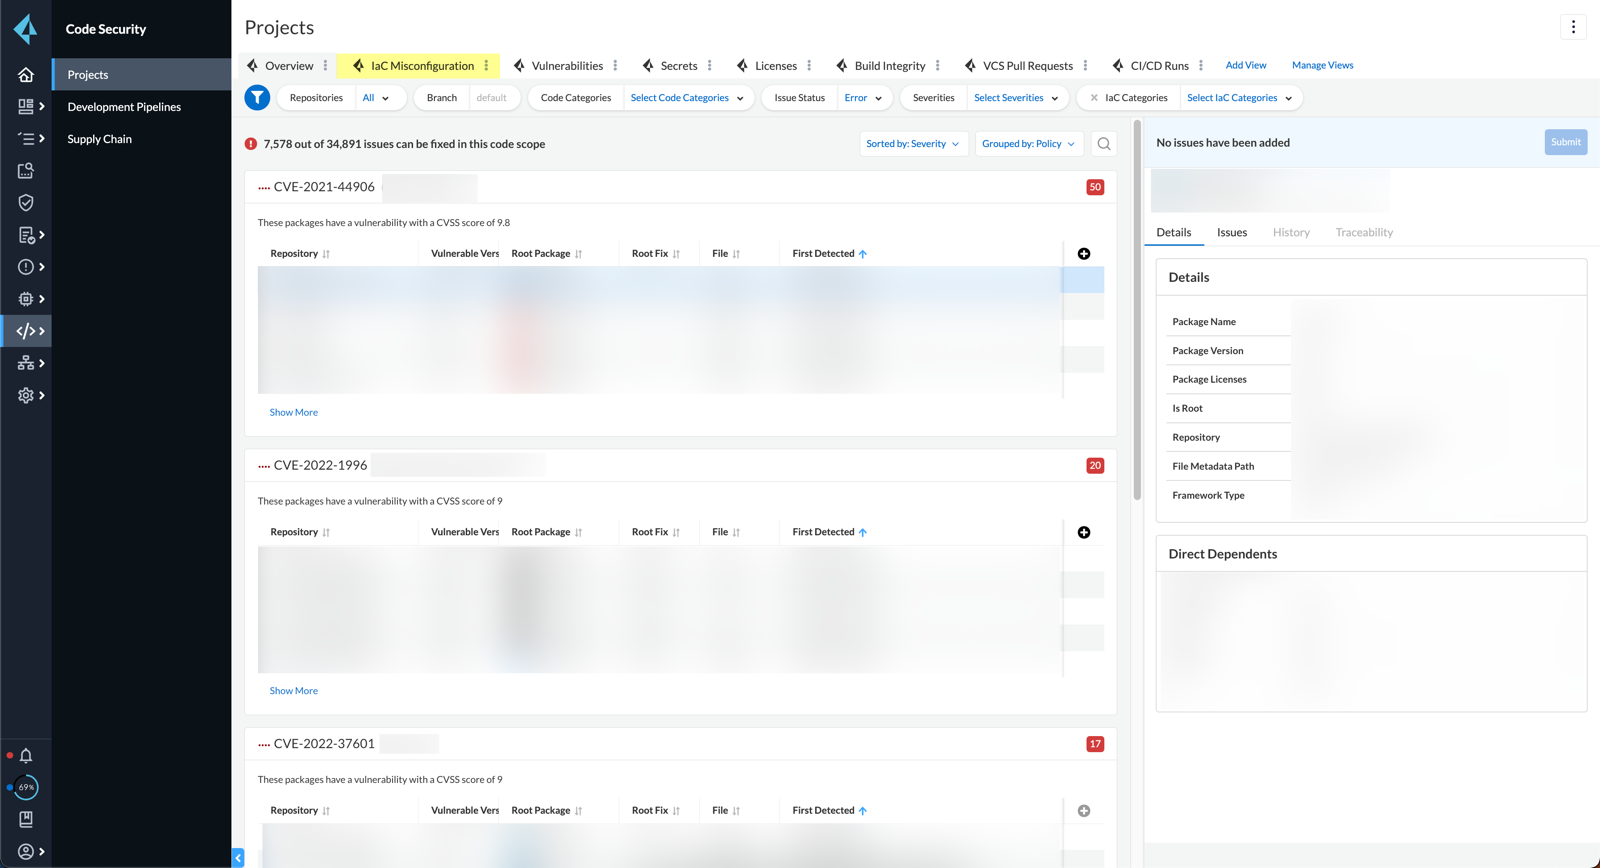 Code Security
Projects
Development Pipelines
Supply Chain
69%
Projects
Overview IaC Misconfiguration Vulnerabilities Secrets Licenses Build Integrity VCS Pull Requests CI/CD Runs Add View Manage Views
Repositories All Branch default Code Categories Select Code Categories Issue Status Error Severities Select Severities IaC Categories Select IaC Categories
7,578 out of 34,891 issues can be fixed in this code scope
Sorted by: Severity Grouped by: Policy
CVE-2021-44906 50
These packages have a vulnerability with a CVSS score of 9.8
Repository Vulnerable Vers Root Package Root Fix File First Detected
Show More
CVE-2022-1996 20
These packages have a vulnerability with a CVSS score of 9
Repository Vulnerable Vers Root Package Root Fix File First Detected
Show More
CVE-2022-37601 17
These packages have a vulnerability with a CVSS score of 9
Repository Vulnerable Vers Root Package Root Fix File First Detected
No issues have been added Submit
Details Issues History Traceability
Details
Package Name
Package Version
Package Licenses
Is Root
Repository
File Metadata Path
Framework Type
Direct Dependents